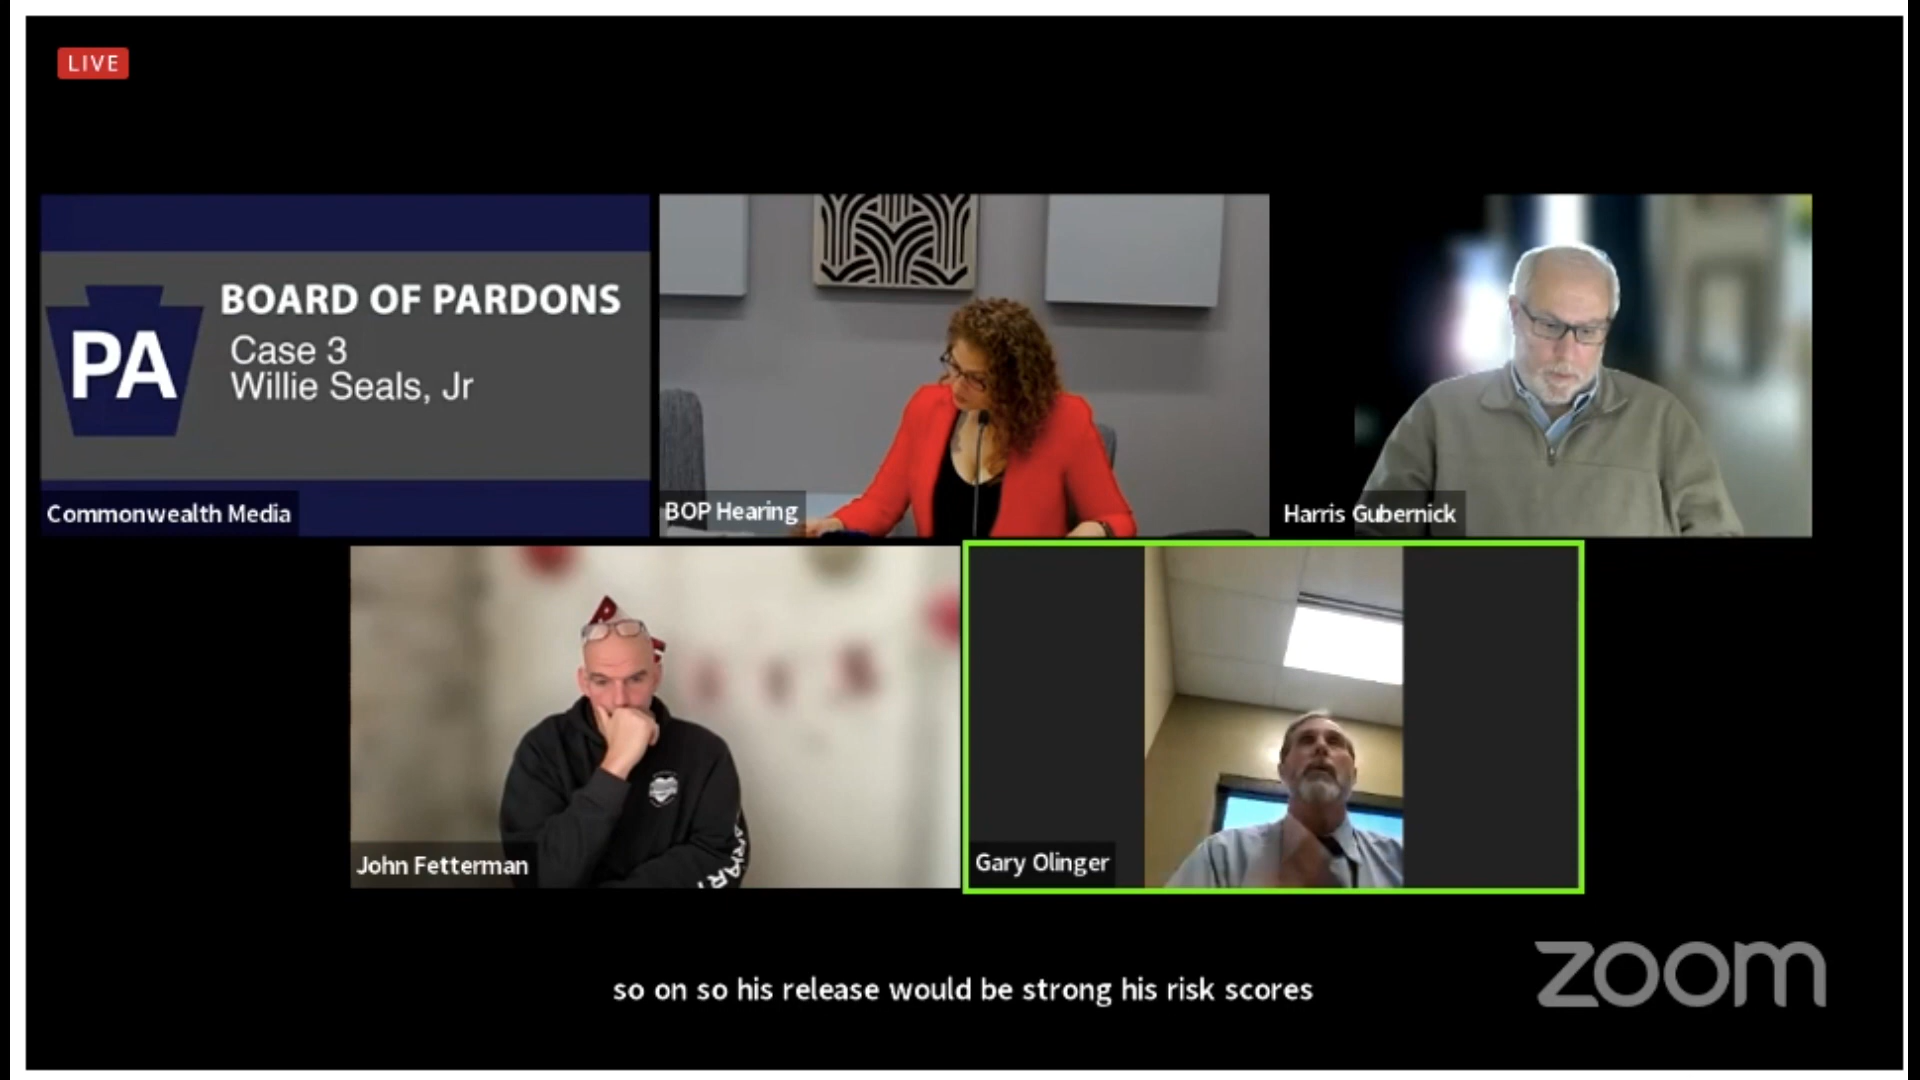 LIVE
BOARD OF PARDONS
Case 3
Willie Seals, Jr
PA
Commonwealth Media
BOP Hearing
Harris Gubernick
John Fetterman
Gary Olinger
so on so his release would be strong his risk scores
zoom